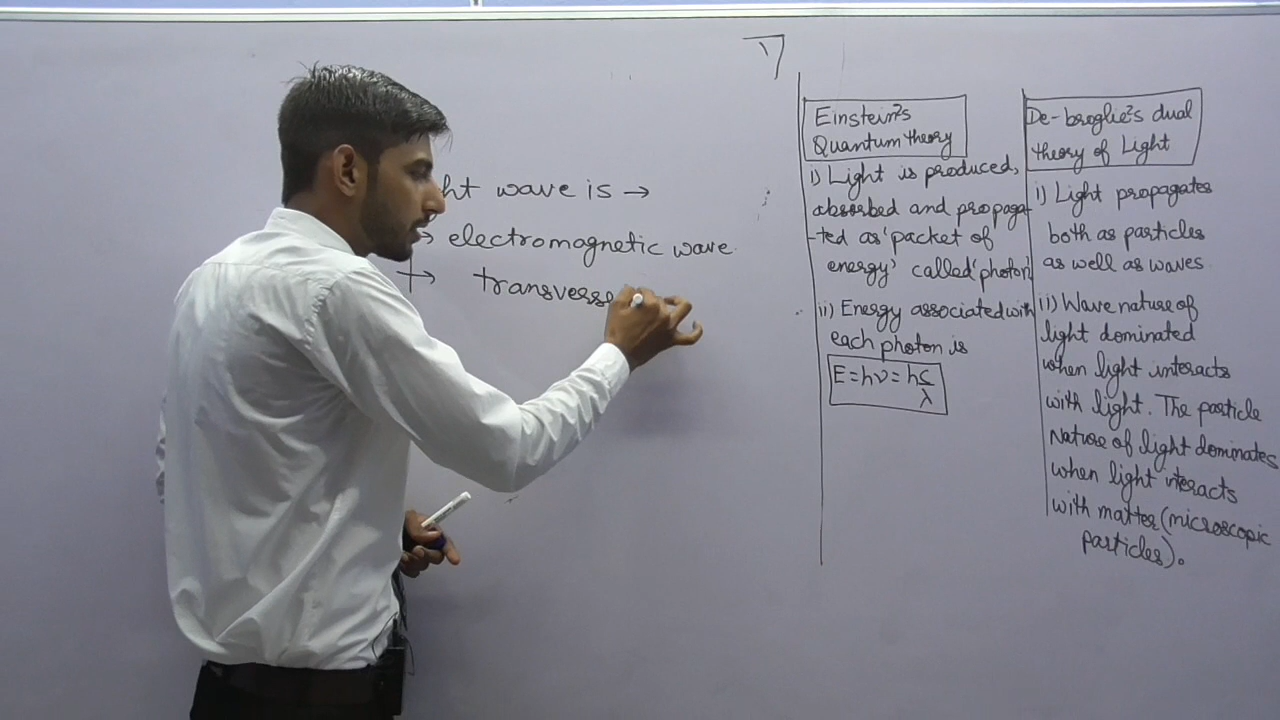 ht wave is →
→ electromagnetic wave.
→ transverse
Einstein's
Quantum theory
i) Light is produced,
absorbed and propaga-
-ted as 'packet of
energy' called 'photon
ii) Energy associated with
each photon is
E = hν = hc/λ
De-broglie's dual
theory of Light
i) Light propagates
both as particles
as well as waves.
ii) Wave nature of
light dominated
when light interacts
with light. The particle
Nature of light dominates
when light interacts
with matter (microscopic
particles).